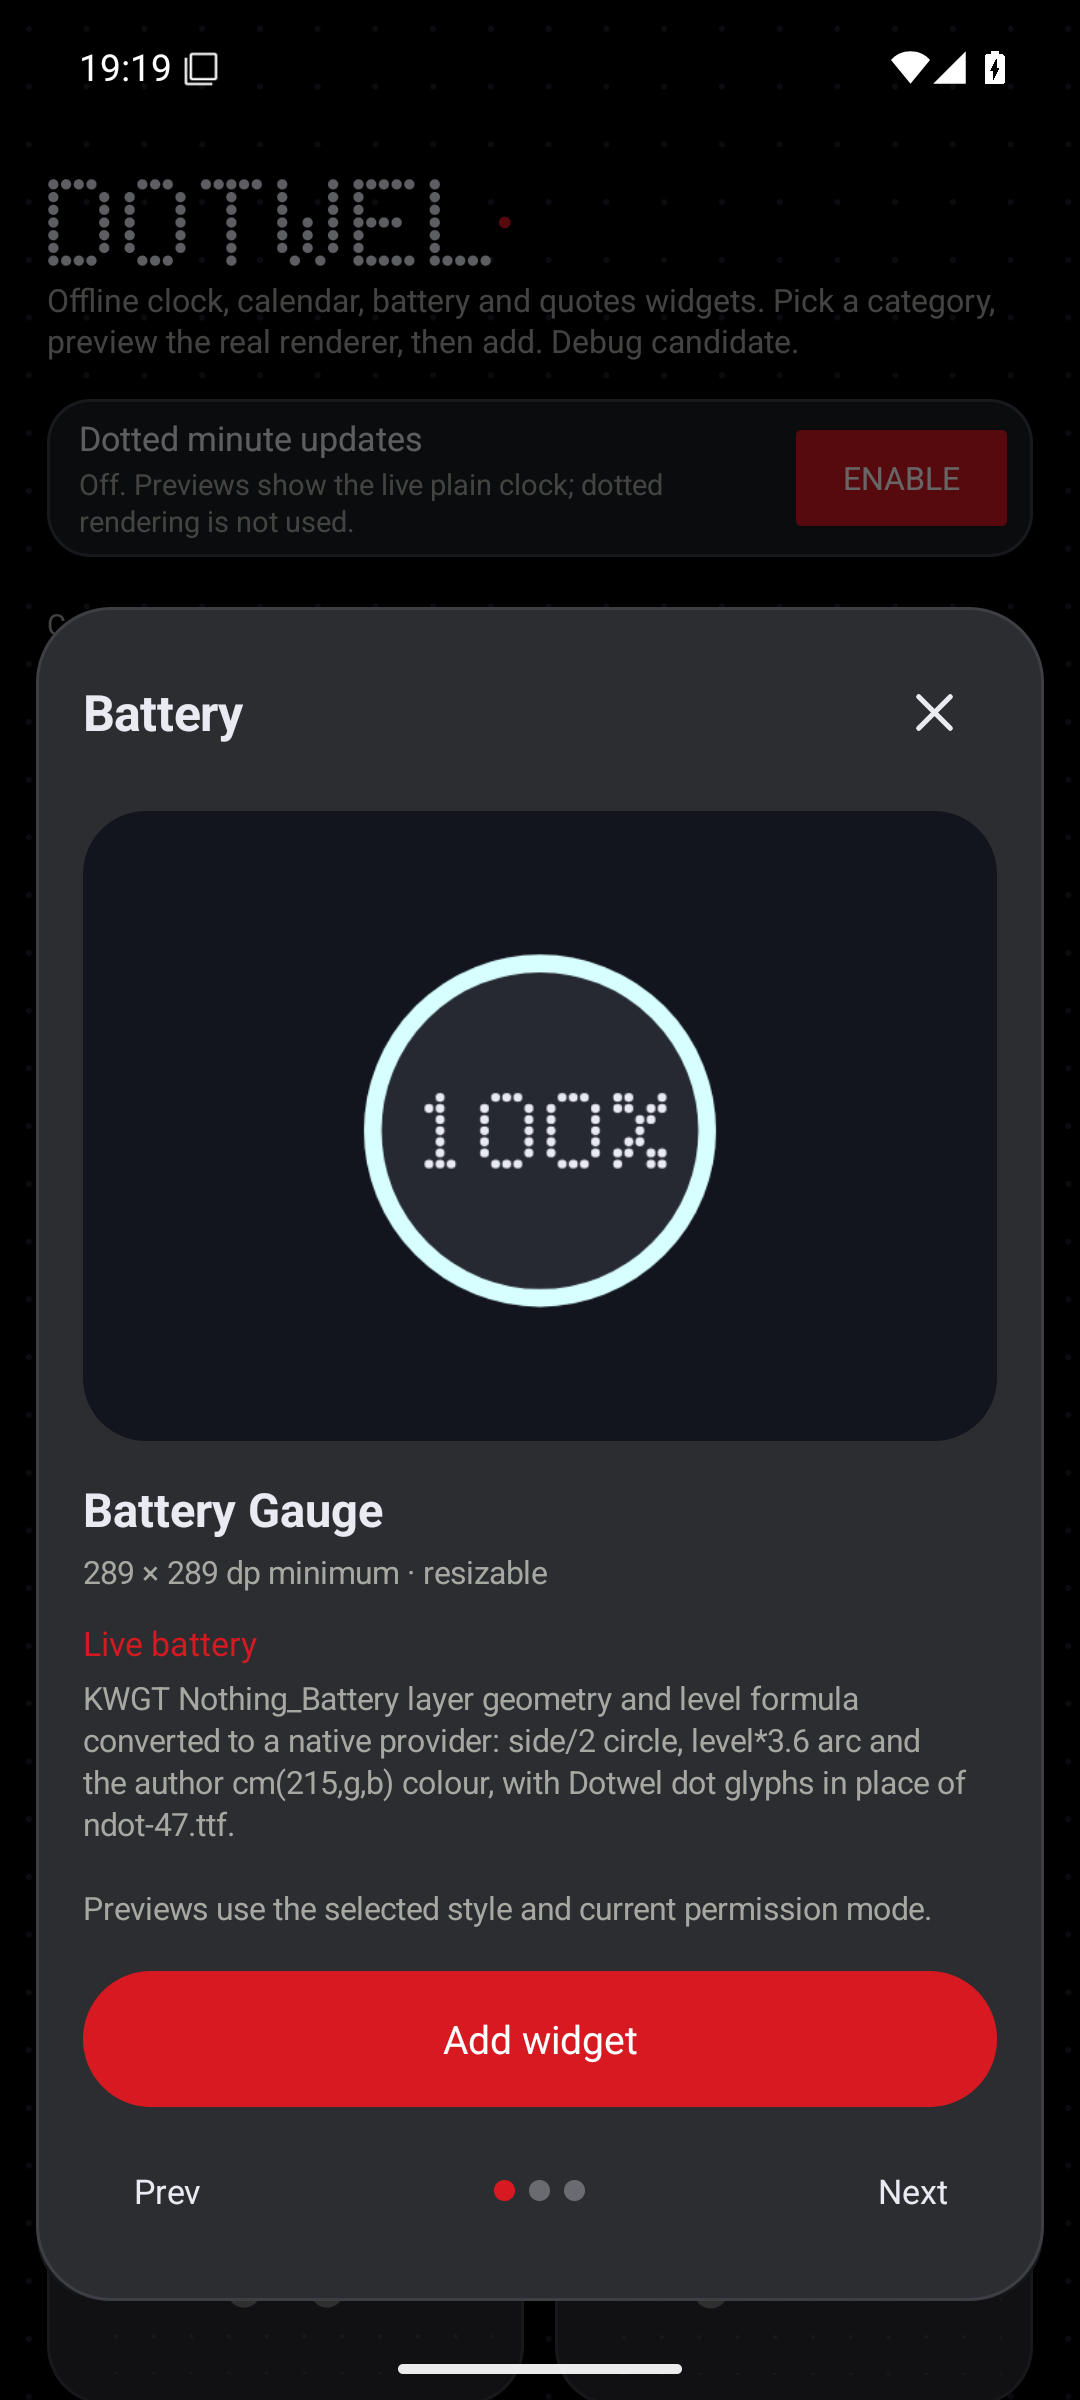 19:19
DOTWEL
Offline clock, calendar, battery and quotes widgets. Pick a category,
preview the real renderer, then add. Debug candidate.
Dotted minute updates
Off. Previews show the live plain clock; dotted
rendering is not used.
ENABLE
Battery
100%
Battery Gauge
289 × 289 dp minimum · resizable
Live battery
KWGT Nothing_Battery layer geometry and level formula
converted to a native provider: side/2 circle, level*3.6 arc and
the author cm(215,g,b) colour, with Dotwel dot glyphs in place of
ndot-47.ttf.
Previews use the selected style and current permission mode.
Add widget
Prev
Next